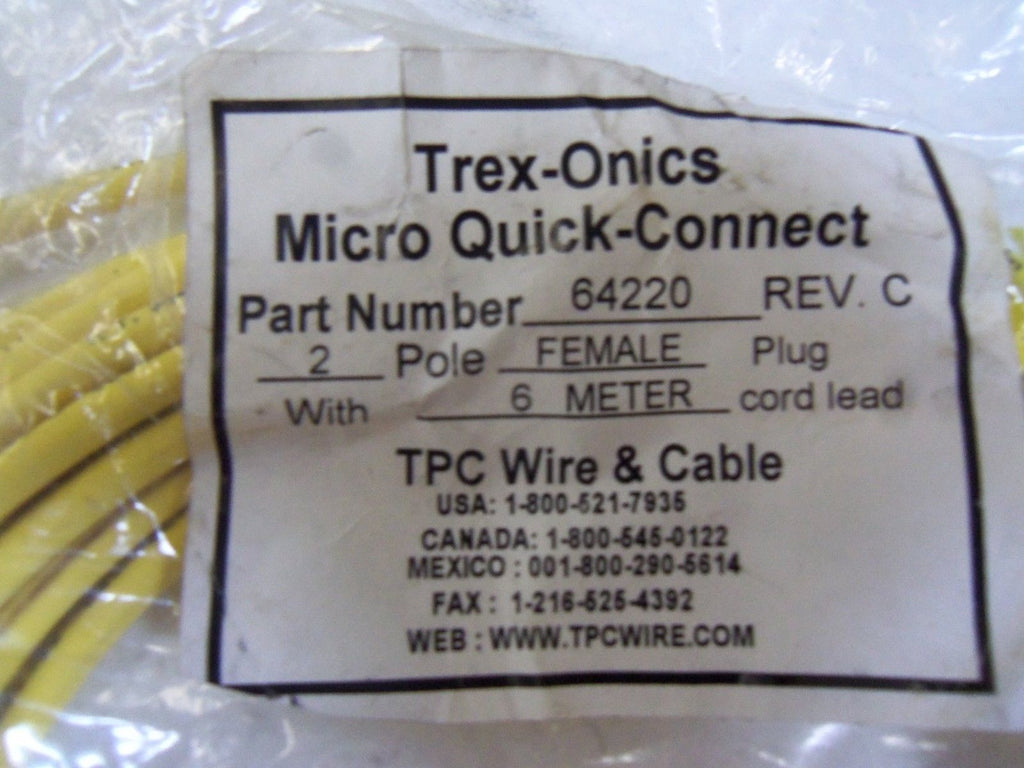 Trex-Onics
Micro Quick-Connect
Part Number 64220 REV. C
2 Pole FEMALE Plug
With 6 METER cord lead
TPC Wire & Cable
USA: 1-800-521-7935
CANADA: 1-800-545-0122
MEXICO : 001-800-290-5614
FAX : 1-216-525-4392
WEB : WWW.TPCWIRE.COM